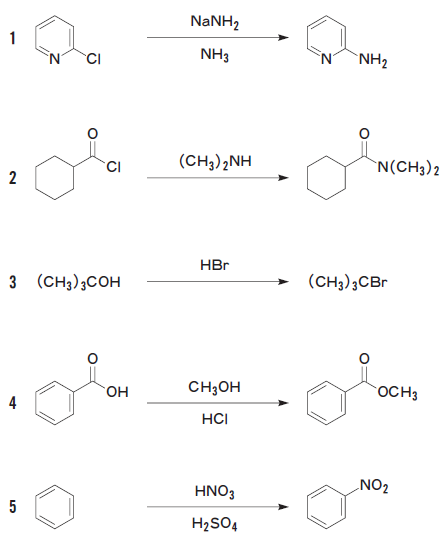 NaNH₂
1 N Cl NH₃ N NH₂
O O
2 Cl (CH₃)₂NH N(CH₃)₂
HBr
3 (CH₃)₃COH (CH₃)₃CBr
O O
4 OH CH₃OH OCH₃
HCl
5 HNO₃ NO₂
H₂SO₄